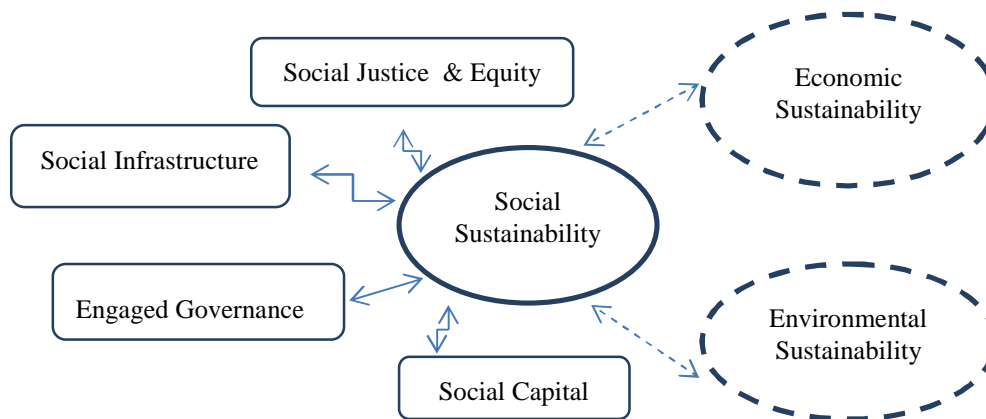 Social Justice & Equity
Economic
Sustainability
Social Infrastructure
Social
Sustainability
Engaged Governance
Environmental
Sustainability
Social Capital